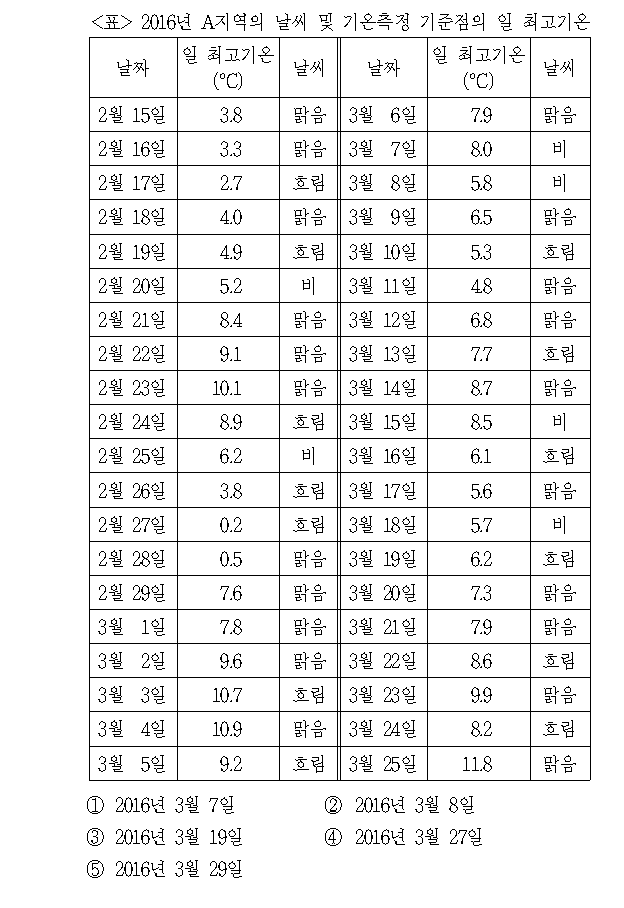 <표> 2016년 A지역의 날씨 및 기온측정 기준점의 일 최고기온
날짜 일 최고기온 (℃) 날씨 날짜 일 최고기온 (℃) 날씨
2월 15일 3.8 맑음 3월 6일 7.9 맑음
2월 16일 3.3 맑음 3월 7일 8.0 비
2월 17일 2.7 흐림 3월 8일 5.8 비
2월 18일 4.0 맑음 3월 9일 6.5 맑음
2월 19일 4.9 흐림 3월 10일 5.3 흐림
2월 20일 5.2 비 3월 11일 4.8 맑음
2월 21일 8.4 맑음 3월 12일 6.8 맑음
2월 22일 9.1 맑음 3월 13일 7.7 흐림
2월 23일 10.1 맑음 3월 14일 8.7 맑음
2월 24일 8.9 흐림 3월 15일 8.5 비
2월 25일 6.2 비 3월 16일 6.1 흐림
2월 26일 3.8 흐림 3월 17일 5.6 맑음
2월 27일 0.2 흐림 3월 18일 5.7 비
2월 28일 0.5 맑음 3월 19일 6.2 흐림
2월 29일 7.6 맑음 3월 20일 7.3 맑음
3월 1일 7.8 맑음 3월 21일 7.9 맑음
3월 2일 9.6 맑음 3월 22일 8.6 흐림
3월 3일 10.7 흐림 3월 23일 9.9 맑음
3월 4일 10.9 맑음 3월 24일 8.2 흐림
3월 5일 9.2 흐림 3월 25일 11.8 맑음
① 2016년 3월 7일 ② 2016년 3월 8일
③ 2016년 3월 19일 ④ 2016년 3월 27일
⑤ 2016년 3월 29일